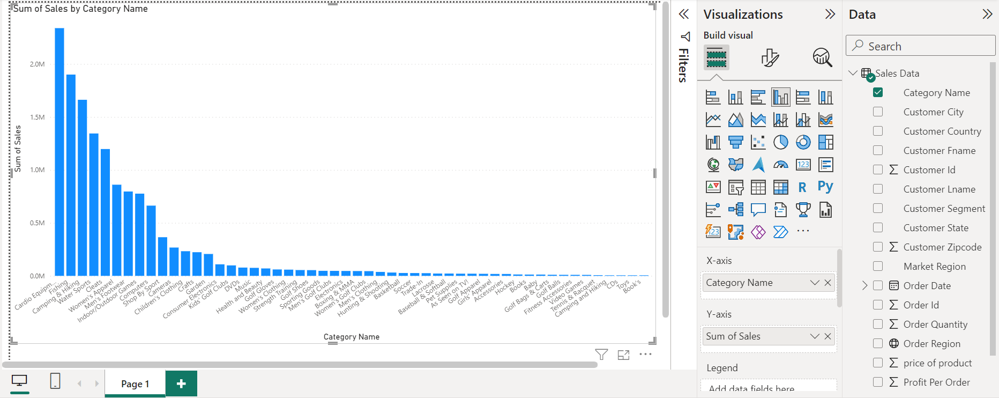 Sum of Sales by Category Name
Sum of Sales
2.0M
1.5M
1.0M
0.5M
0.0M
Cardio Equipm...
Fishing
Camping & Hiking
Water Sports
Cleats
Women's Apparel
Men's Footwear
Indoor/Outdoor Games
Computers
Shop By Sport
Cameras
Children's Clothing
Crafts
Garden
Consumer Electronics
Kids' Golf Clubs
DVDs
Music
Health and Beauty
Golf Gloves
Women's Clothing
Strength Training
Golf Shoes
Sporting Goods
Men's Golf Clubs
Electronics
Boxing & MMA
Women's Golf Clubs
Men's Clothing
Hunting & Shooting
Basketball
Soccer
Trade-In
Lacrosse
Baseball & Softball
Pet Supplies
As Seen on TV!
Golf Apparel
Girls' Apparel
Accessories
Hockey
Books
Baby
Golf Bags & Carts
Golf Balls
Fitness Accessories
Video Games
Tennis & Racquet
Camping and Hiking
CDs
Toys
Book's
Category Name
Page 1
Filters
Visualizations
Build visual
123
R
Py
123
X-axis
Category Name
Y-axis
Sum of Sales
Legend
Add data fields here
Data
Search
Sales Data
Category Name
Customer City
Customer Country
Customer Fname
Customer Id
Customer Lname
Customer Segment
Customer State
Customer Zipcode
Market Region
Order Date
Order Id
Order Quantity
Order Region
price of product
Profit Per Order